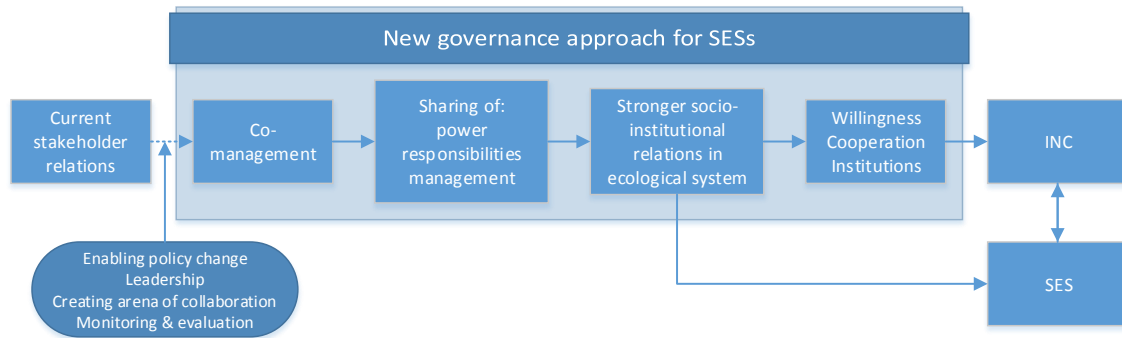 New governance approach for SESs
Current
stakeholder
relations
Co-
management
Sharing of:
power
responsibilities
management
Stronger socio-
institutional
relations in
ecological system
Willingness
Cooperation
Institutions
INC
Enabling policy change
Leadership
Creating arena of collaboration
Monitoring & evaluation
SES